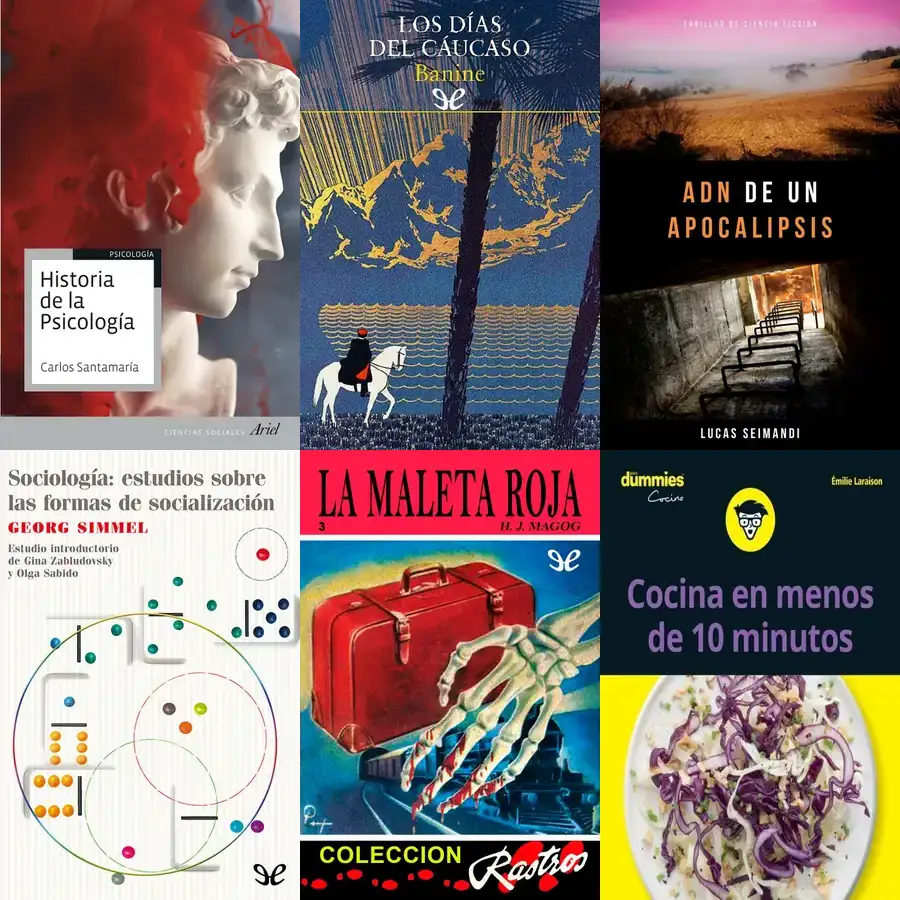 PSICOLOGÍA
Historia
de la
Psicología
Carlos Santamaría
CIENCIAS SOCIALES Ariel
LOS DÍAS
DEL CÁUCASO
Banine
THRILLER DE CIENCIA FICCIÓN
ADN DE UN
APOCALIPSIS
LUCAS SEIMANDI
Sociología: estudios sobre
las formas de socialización
GEORG SIMMEL
Estudio introductorio
de Gina Zabludovsky
y Olga Sabido
LA MALETA ROJA
3
H. J. MAGOG
COLECCION Rastros
para
dummies
Cocina
Émilie Laraison
Cocina en menos
de 10 minutos